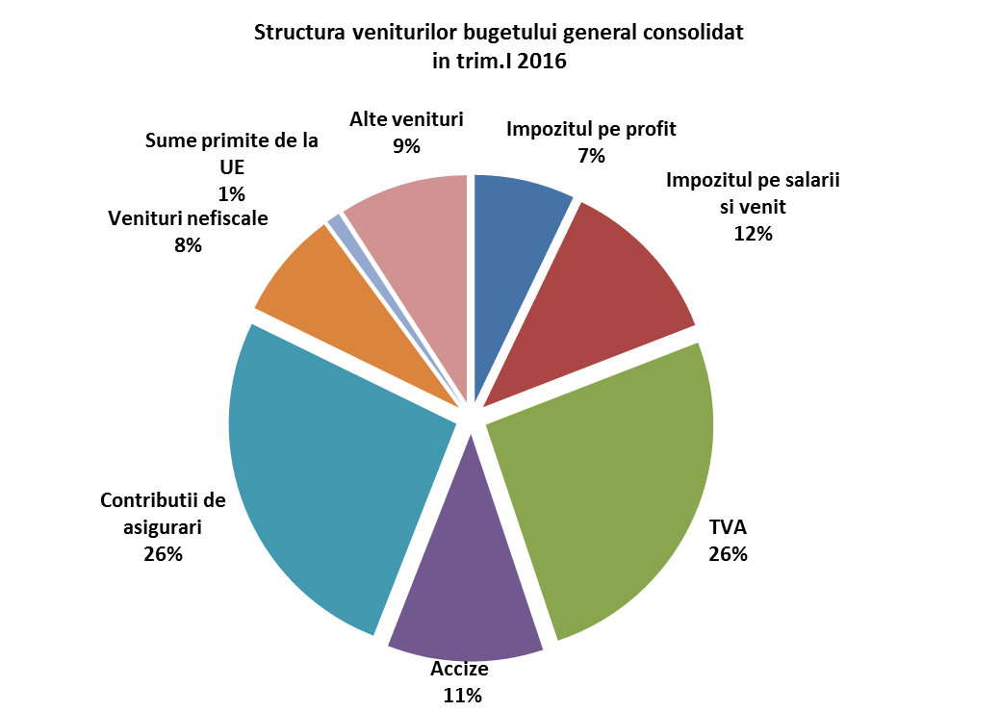 Structura veniturilor bugetului general consolidat
in trim.I 2016
Alte venituri
9%
Impozitul pe profit
7%
Sume primite de la
UE
1%
Impozitul pe salarii
si venit
12%
Venituri nefiscale
8%
Contributii de
asigurari
26%
TVA
26%
Accize
11%